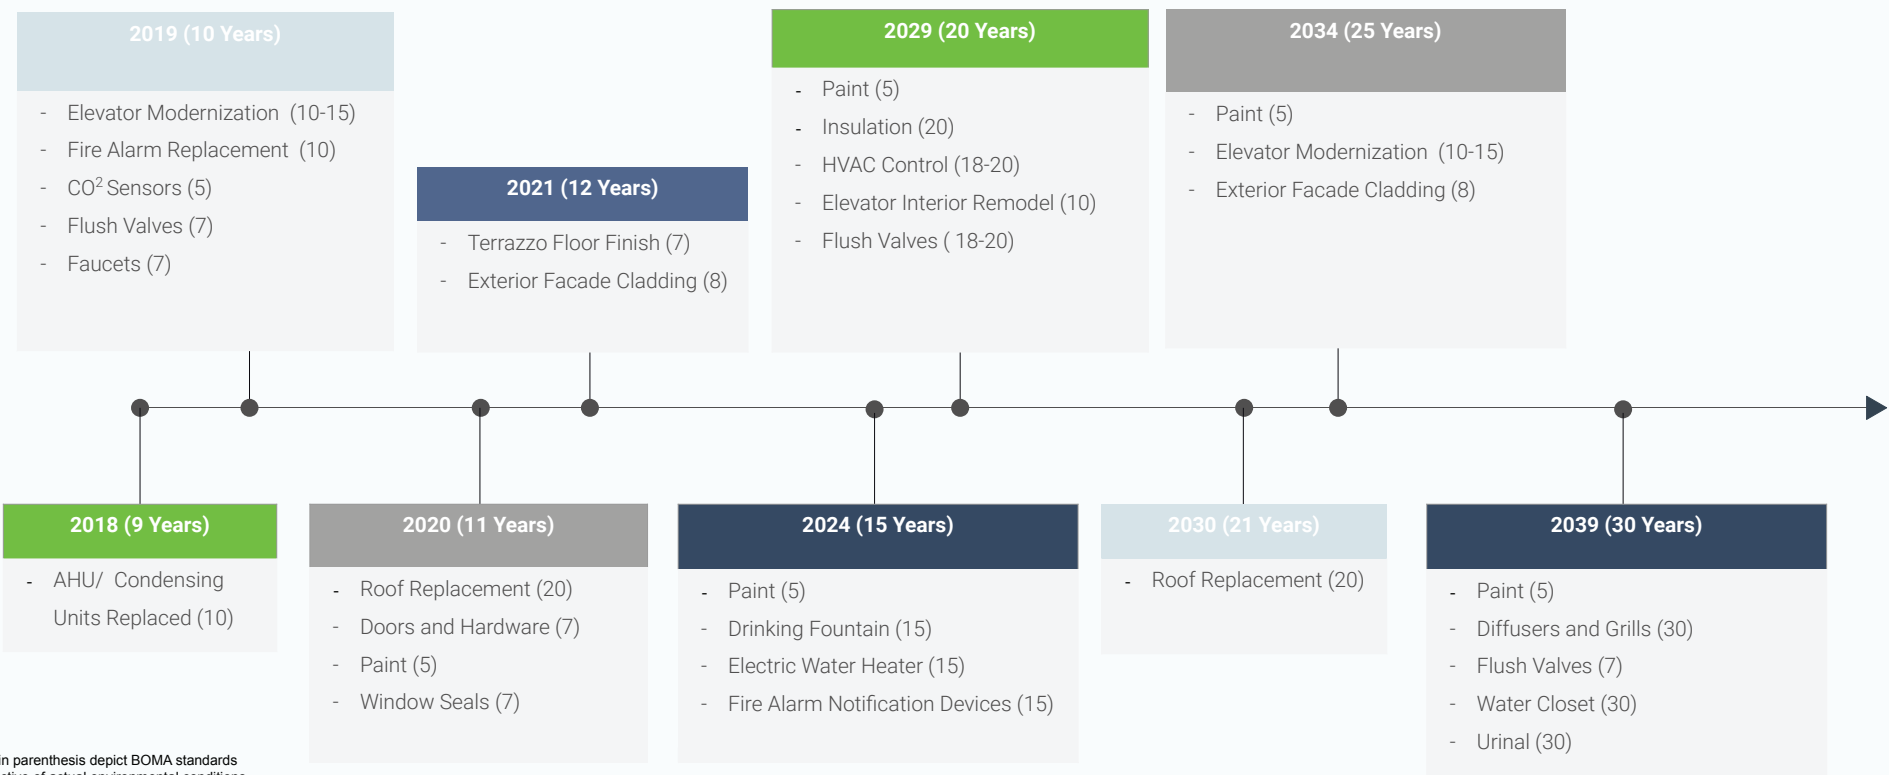 2019 (10 Years)
- Elevator Modernization (10-15)
- Fire Alarm Replacement (10)
- CO² Sensors (5)
- Flush Valves (7)
- Faucets (7)
2021 (12 Years)
- Terrazzo Floor Finish (7)
- Exterior Facade Cladding (8)
2029 (20 Years)
- Paint (5)
- Insulation (20)
- HVAC Control (18-20)
- Elevator Interior Remodel (10)
- Flush Valves ( 18-20)
2034 (25 Years)
- Paint (5)
- Elevator Modernization (10-15)
- Exterior Facade Cladding (8)
2018 (9 Years)
- AHU/ Condensing
Units Replaced (10)
2020 (11 Years)
- Roof Replacement (20)
- Doors and Hardware (7)
- Paint (5)
- Window Seals (7)
2024 (15 Years)
- Paint (5)
- Drinking Fountain (15)
- Electric Water Heater (15)
- Fire Alarm Notification Devices (15)
2030 (21 Years)
- Roof Replacement (20)
2039 (30 Years)
- Paint (5)
- Diffusers and Grills (30)
- Flush Valves (7)
- Water Closet (30)
- Urinal (30)
in parenthesis depict BOMA standards
of actual environmental conditions